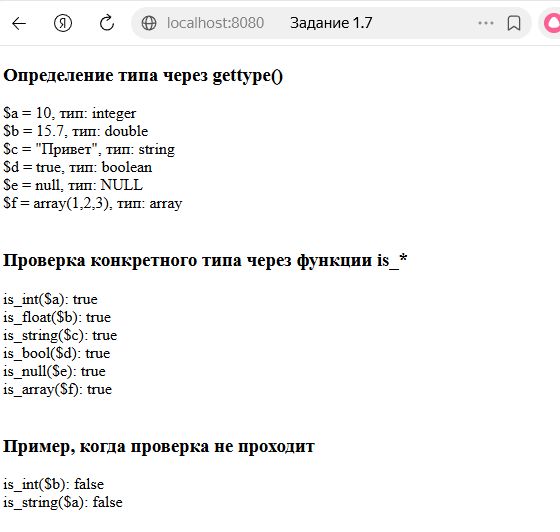 Я localhost:8080 Задание 1.7
Определение типа через gettype()
$a = 10, тип: integer
$b = 15.7, тип: double
$c = "Привет", тип: string
$d = true, тип: boolean
$e = null, тип: NULL
$f = array(1,2,3), тип: array
Проверка конкретного типа через функции is_*
is_int($a): true
is_float($b): true
is_string($c): true
is_bool($d): true
is_null($e): true
is_array($f): true
Пример, когда проверка не проходит
is_int($b): false
is_string($a): false